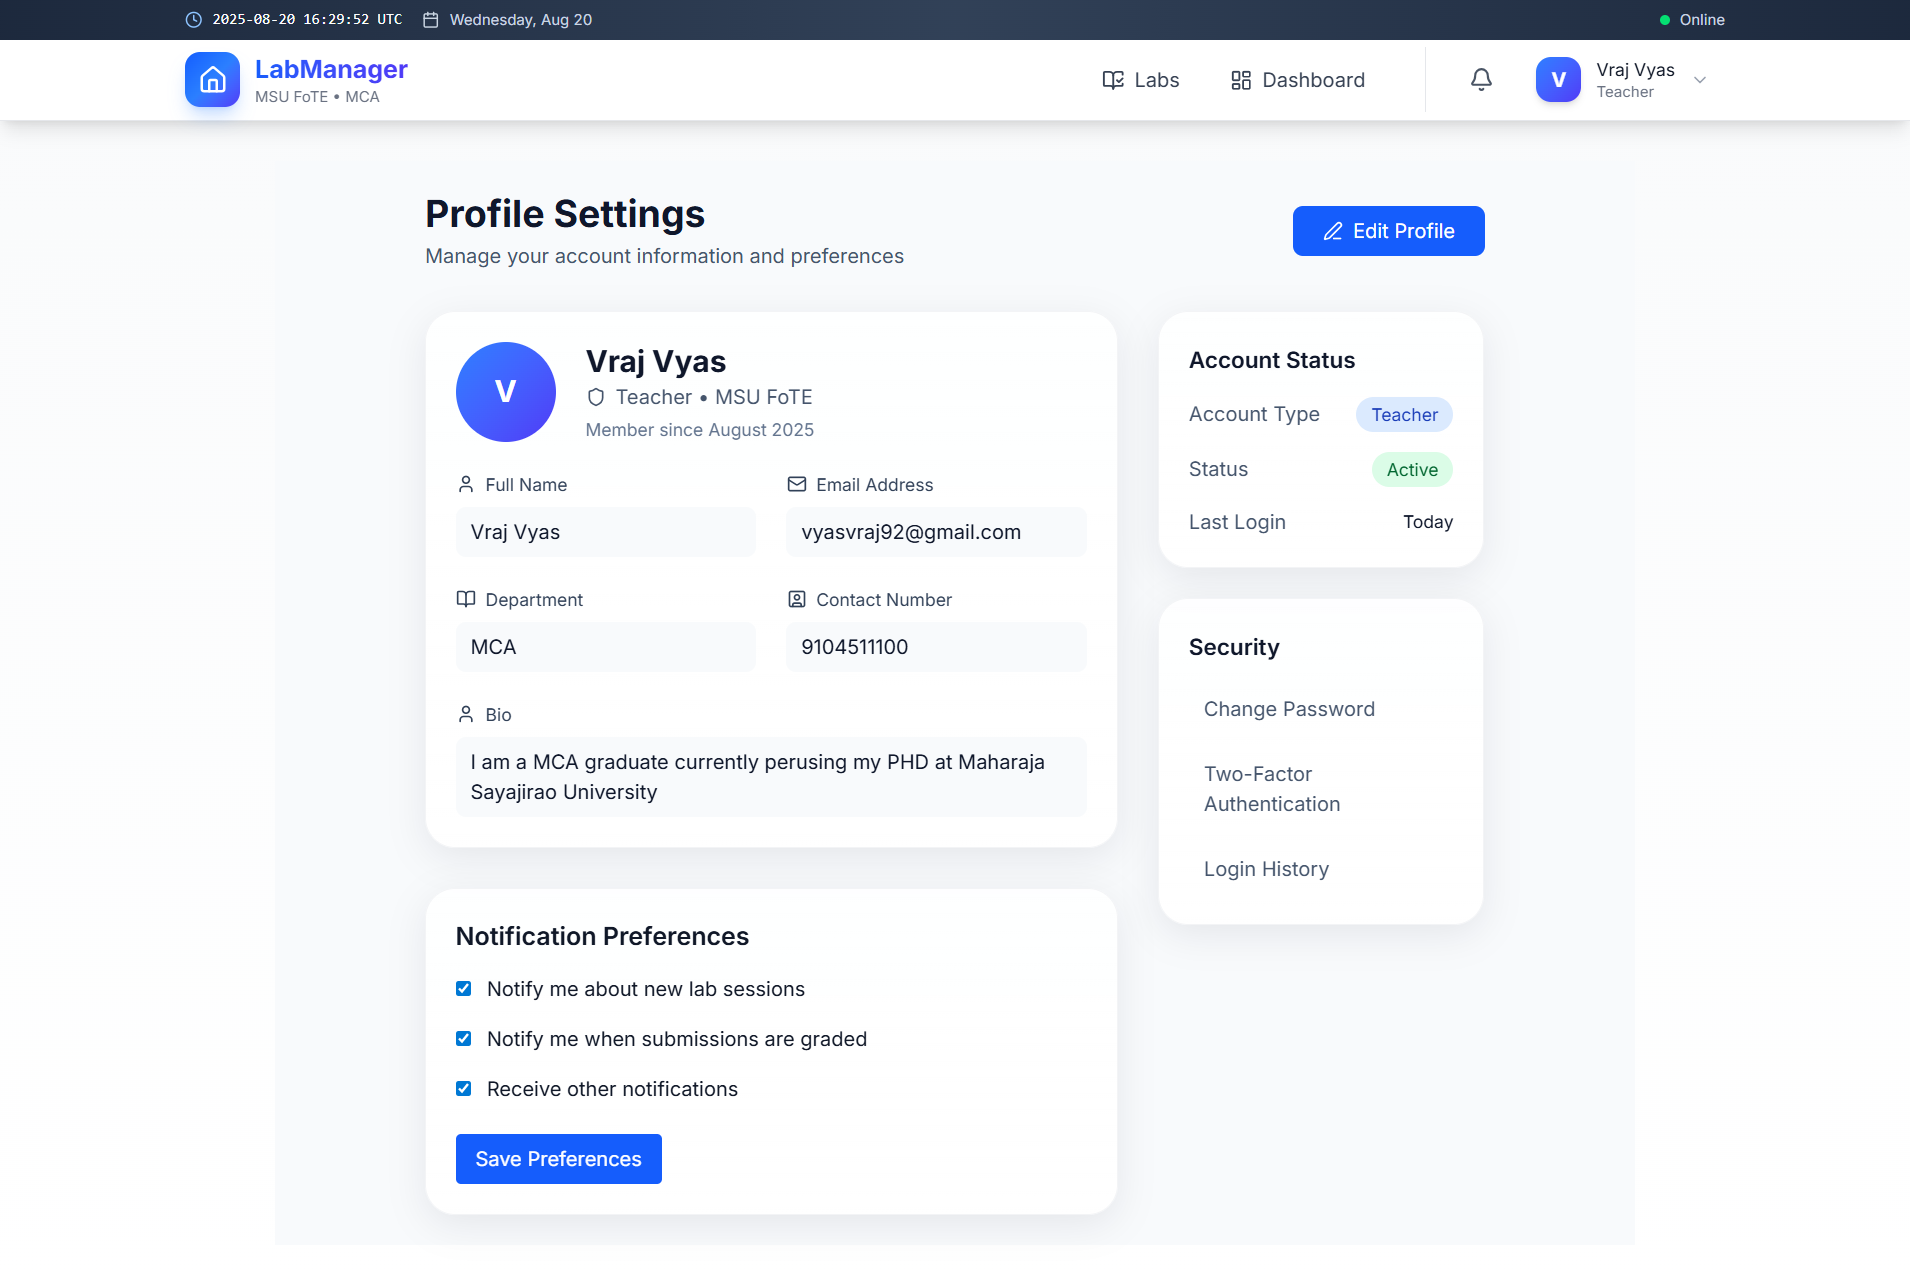 2025-08-20 16:29:52 UTC
Wednesday, Aug 20
Online
LabManager
MSU FoTE • MCA
Labs
Dashboard
V
Vraj Vyas
Teacher
Profile Settings
Manage your account information and preferences
Edit Profile
V
Vraj Vyas
Teacher • MSU FoTE
Member since August 2025
Full Name
Vraj Vyas
Email Address
vyasvraj92@gmail.com
Department
MCA
Contact Number
9104511100
Bio
I am a MCA graduate currently perusing my PHD at Maharaja
Sayajirao University
Notification Preferences
Notify me about new lab sessions
Notify me when submissions are graded
Receive other notifications
Save Preferences
Account Status
Account Type
Teacher
Status
Active
Last Login
Today
Security
Change Password
Two-Factor
Authentication
Login History